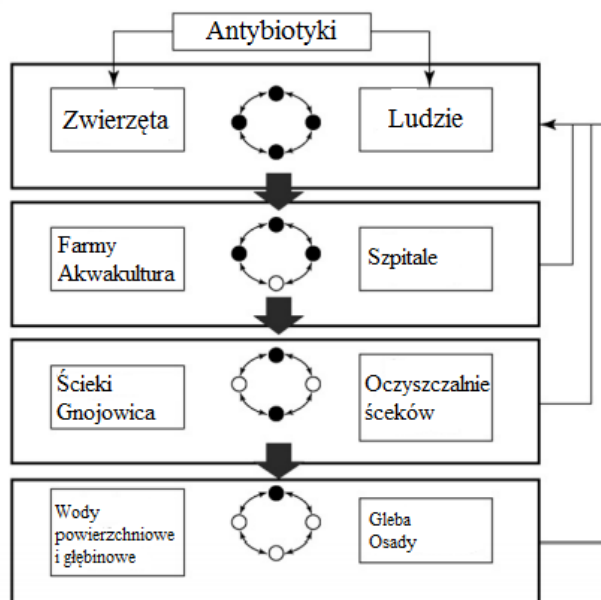 Antybiotyki
Zwierzęta
Ludzie
Farmy
Akwakultura
Szpitale
Ścieki
Gnojowica
Oczyszczalnie
śceków
Wody
powierzchniowe
i głębinowe
Gleba
Osady